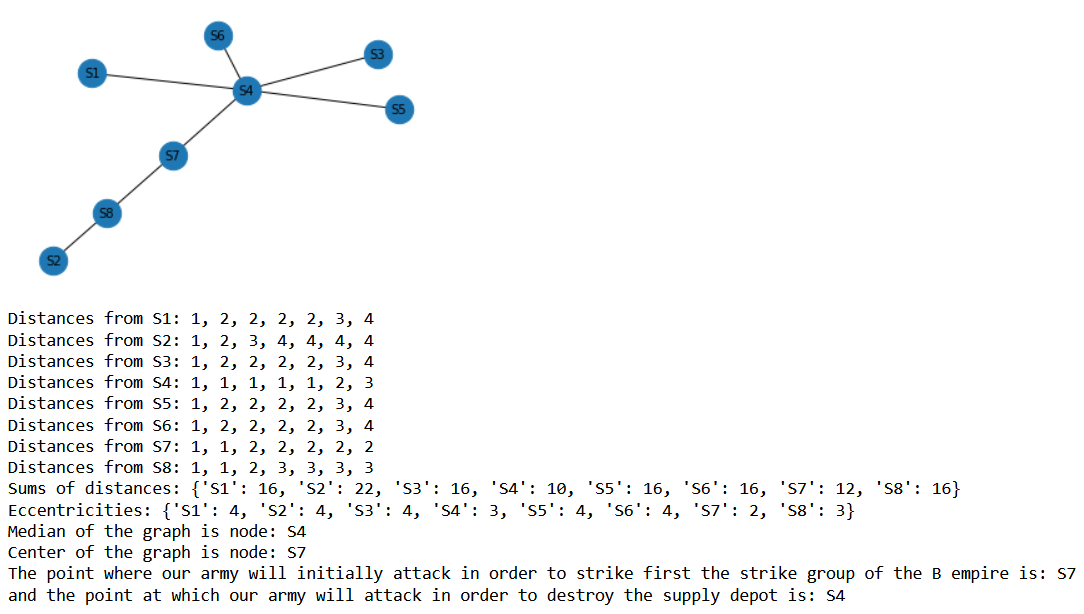 S6
S3
S1
S4
S5
S7
S8
S2
Distances from S1: 1, 2, 2, 2, 2, 3, 4
Distances from S2: 1, 2, 3, 4, 4, 4, 4
Distances from S3: 1, 2, 2, 2, 2, 3, 4
Distances from S4: 1, 1, 1, 1, 1, 2, 3
Distances from S5: 1, 2, 2, 2, 2, 3, 4
Distances from S6: 1, 2, 2, 2, 2, 3, 4
Distances from S7: 1, 1, 2, 2, 2, 2, 2
Distances from S8: 1, 1, 2, 3, 3, 3, 3
Sums of distances: {'S1': 16, 'S2': 22, 'S3': 16, 'S4': 10, 'S5': 16, 'S6': 16, 'S7': 12, 'S8': 16}
Eccentricities: {'S1': 4, 'S2': 4, 'S3': 4, 'S4': 3, 'S5': 4, 'S6': 4, 'S7': 2, 'S8': 3}
Median of the graph is node: S4
Center of the graph is node: S7
The point where our army will initially attack in order to strike first the strike group of the B empire is: S7
and the point at which our army will attack in order to destroy the supply depot is: S4